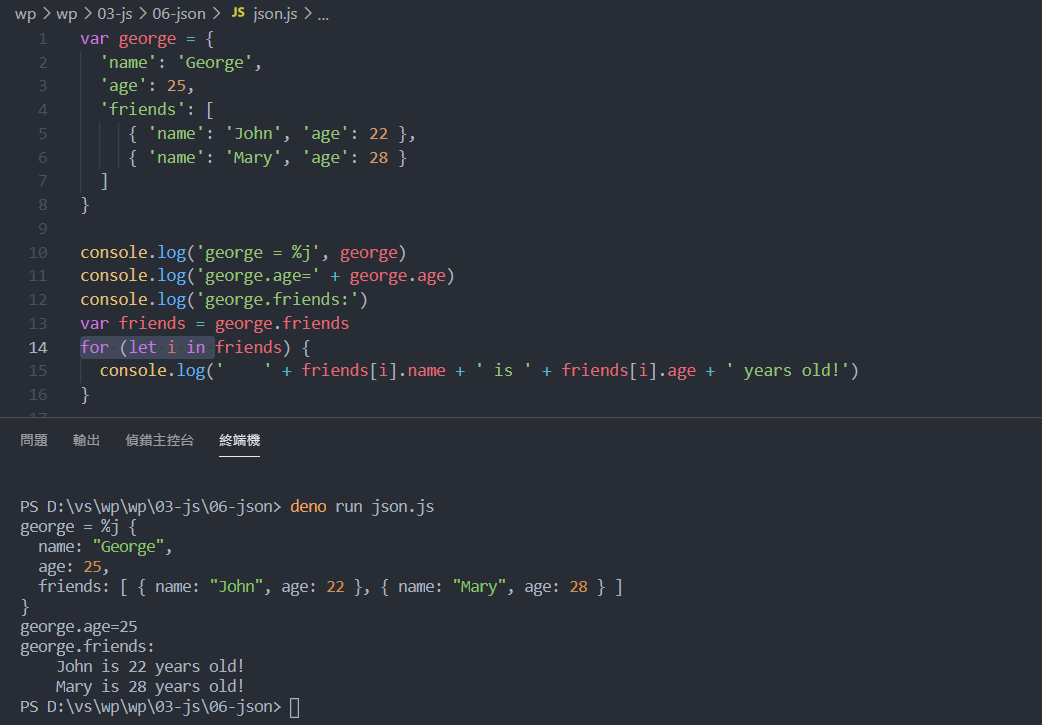 wp > wp > 03-js > 06-json > JS json.js > ...
1 var george = {
2   'name': 'George',
3   'age': 25,
4   'friends': [
5     { 'name': 'John', 'age': 22 },
6     { 'name': 'Mary', 'age': 28 }
7   ]
8 }
9
10 console.log('george = %j', george)
11 console.log('george.age=' + george.age)
12 console.log('george.friends:')
13 var friends = george.friends
14 for (let i in friends) {
15   console.log('    ' + friends[i].name + ' is ' + friends[i].age + ' years old!')
16 }
17
問題 輸出 偵錯主控台 終端機
PS D:\vs\wp\wp\03-js\06-json> deno run json.js
george = %j {
  name: "George",
  age: 25,
  friends: [ { name: "John", age: 22 }, { name: "Mary", age: 28 } ]
}
george.age=25
george.friends:
    John is 22 years old!
    Mary is 28 years old!
PS D:\vs\wp\wp\03-js\06-json>